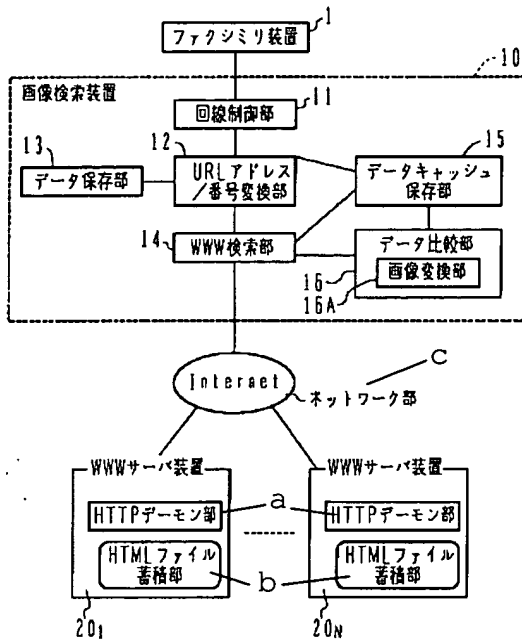 ファクシミリ装置
1
10
画像検索装置
回線制御部
11
13
12
15
データ保存部
URLアドレス
/番号変換部
データキャッシュ
保存部
14
WWW検索部
データ比較部
16
画像変換部
16A
Internet
ネットワーク部
C
WWWサーバ装置
WWWサーバ装置
HTTPデーモン部
a
HTTPデーモン部
HTMLファイル
蓄積部
b
HTMLファイル
蓄積部
20₁
20N